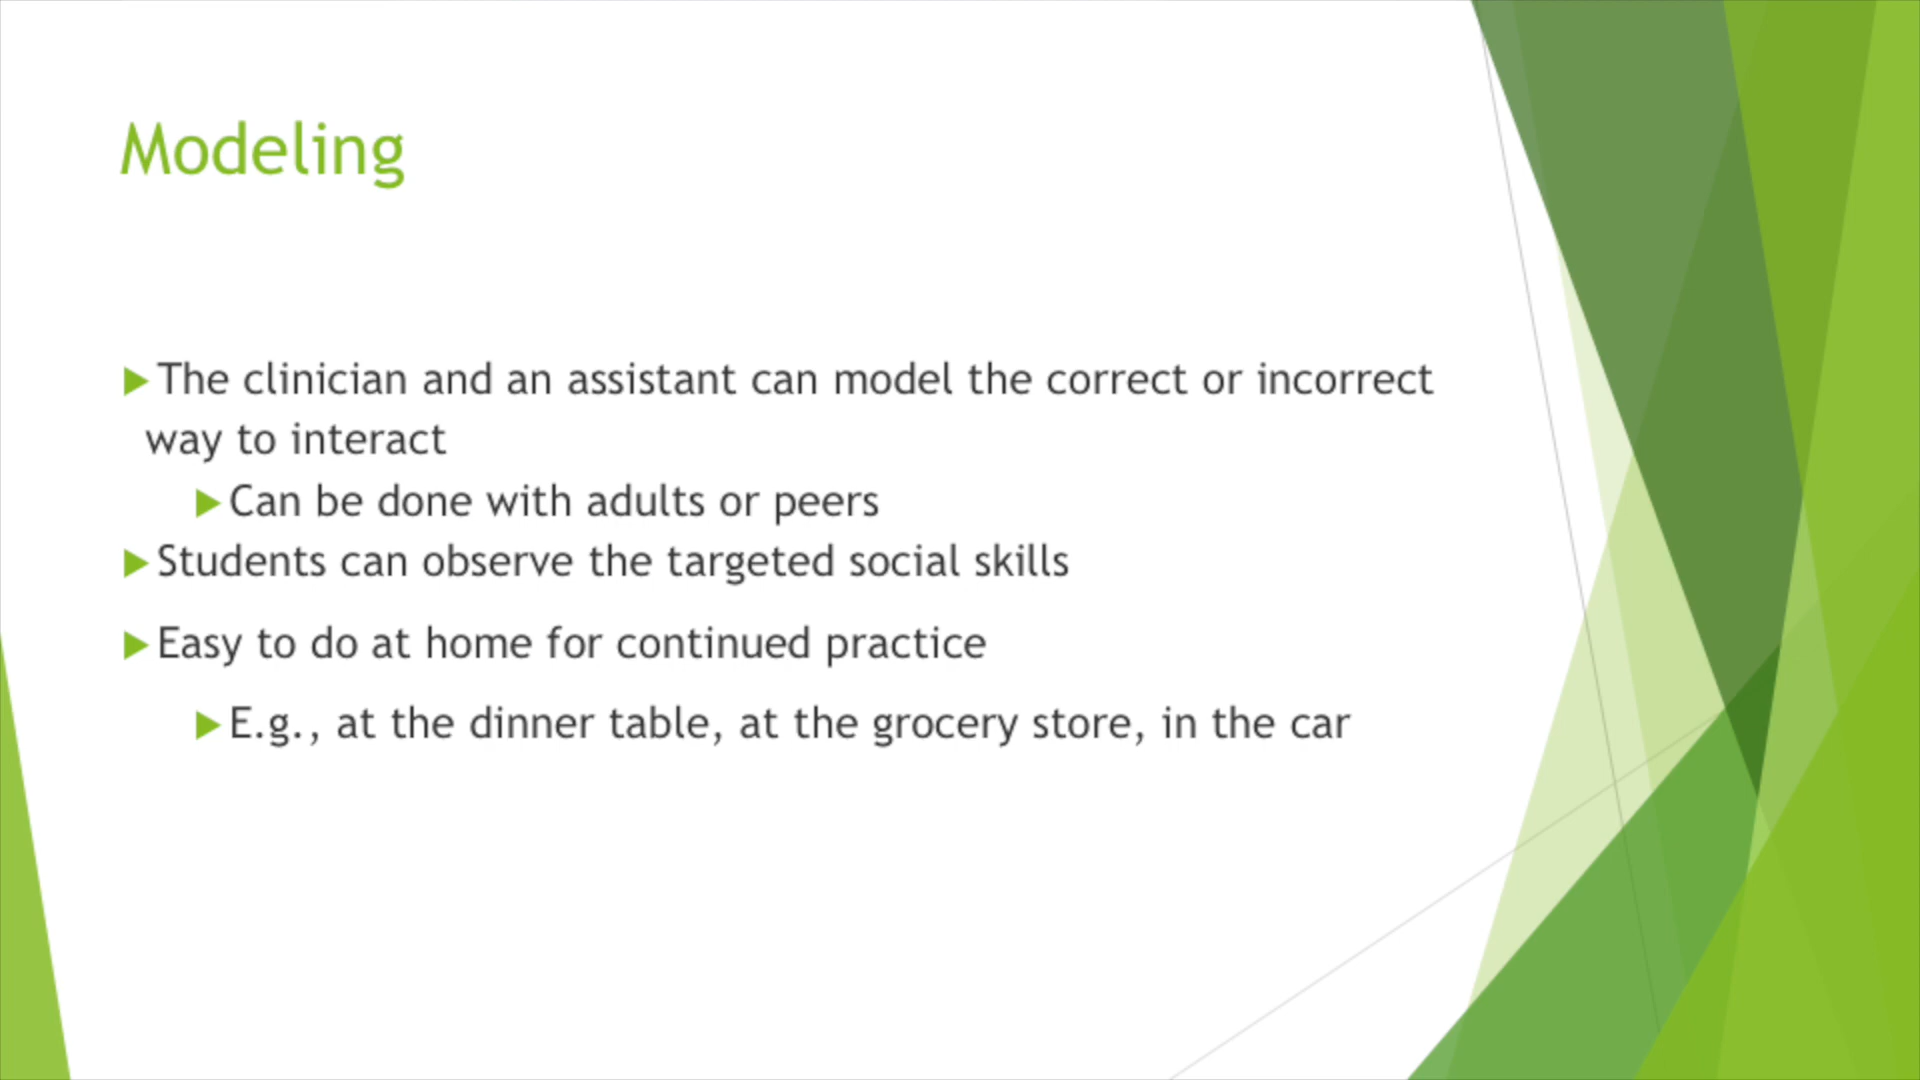 Modeling
The clinician and an assistant can model the correct or incorrect
way to interact
Can be done with adults or peers
Students can observe the targeted social skills
Easy to do at home for continued practice
E.g., at the dinner table, at the grocery store, in the car